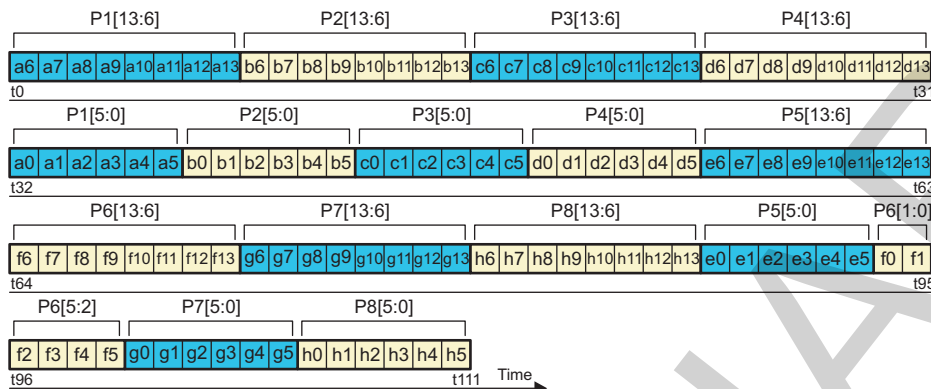 P1[13:6] P2[13:6] P3[13:6] P4[13:6]
a6 a7 a8 a9 a10 a11 a12 a13 b6 b7 b8 b9 b10 b11 b12 b13 c6 c7 c8 c9 c10 c11 c12 c13 d6 d7 d8 d9 d10 d11 d12 d13
t0 t31
P1[5:0] P2[5:0] P3[5:0] P4[5:0] P5[13:6]
a0 a1 a2 a3 a4 a5 b0 b1 b2 b3 b4 b5 c0 c1 c2 c3 c4 c5 d0 d1 d2 d3 d4 d5 e6 e7 e8 e9 e10 e11 e12 e13
t32 t63
P6[13:6] P7[13:6] P8[13:6] P5[5:0] P6[1:0]
f6 f7 f8 f9 f10 f11 f12 f13 g6 g7 g8 g9 g10 g11 g12 g13 h6 h7 h8 h9 h10 h11 h12 h13 e0 e1 e2 e3 e4 e5 f0 f1
t64 t95
P6[5:2] P7[5:0] P8[5:0]
f2 f3 f4 f5 g0 g1 g2 g3 g4 g5 h0 h1 h2 h3 h4 h5
t96 t111 Time